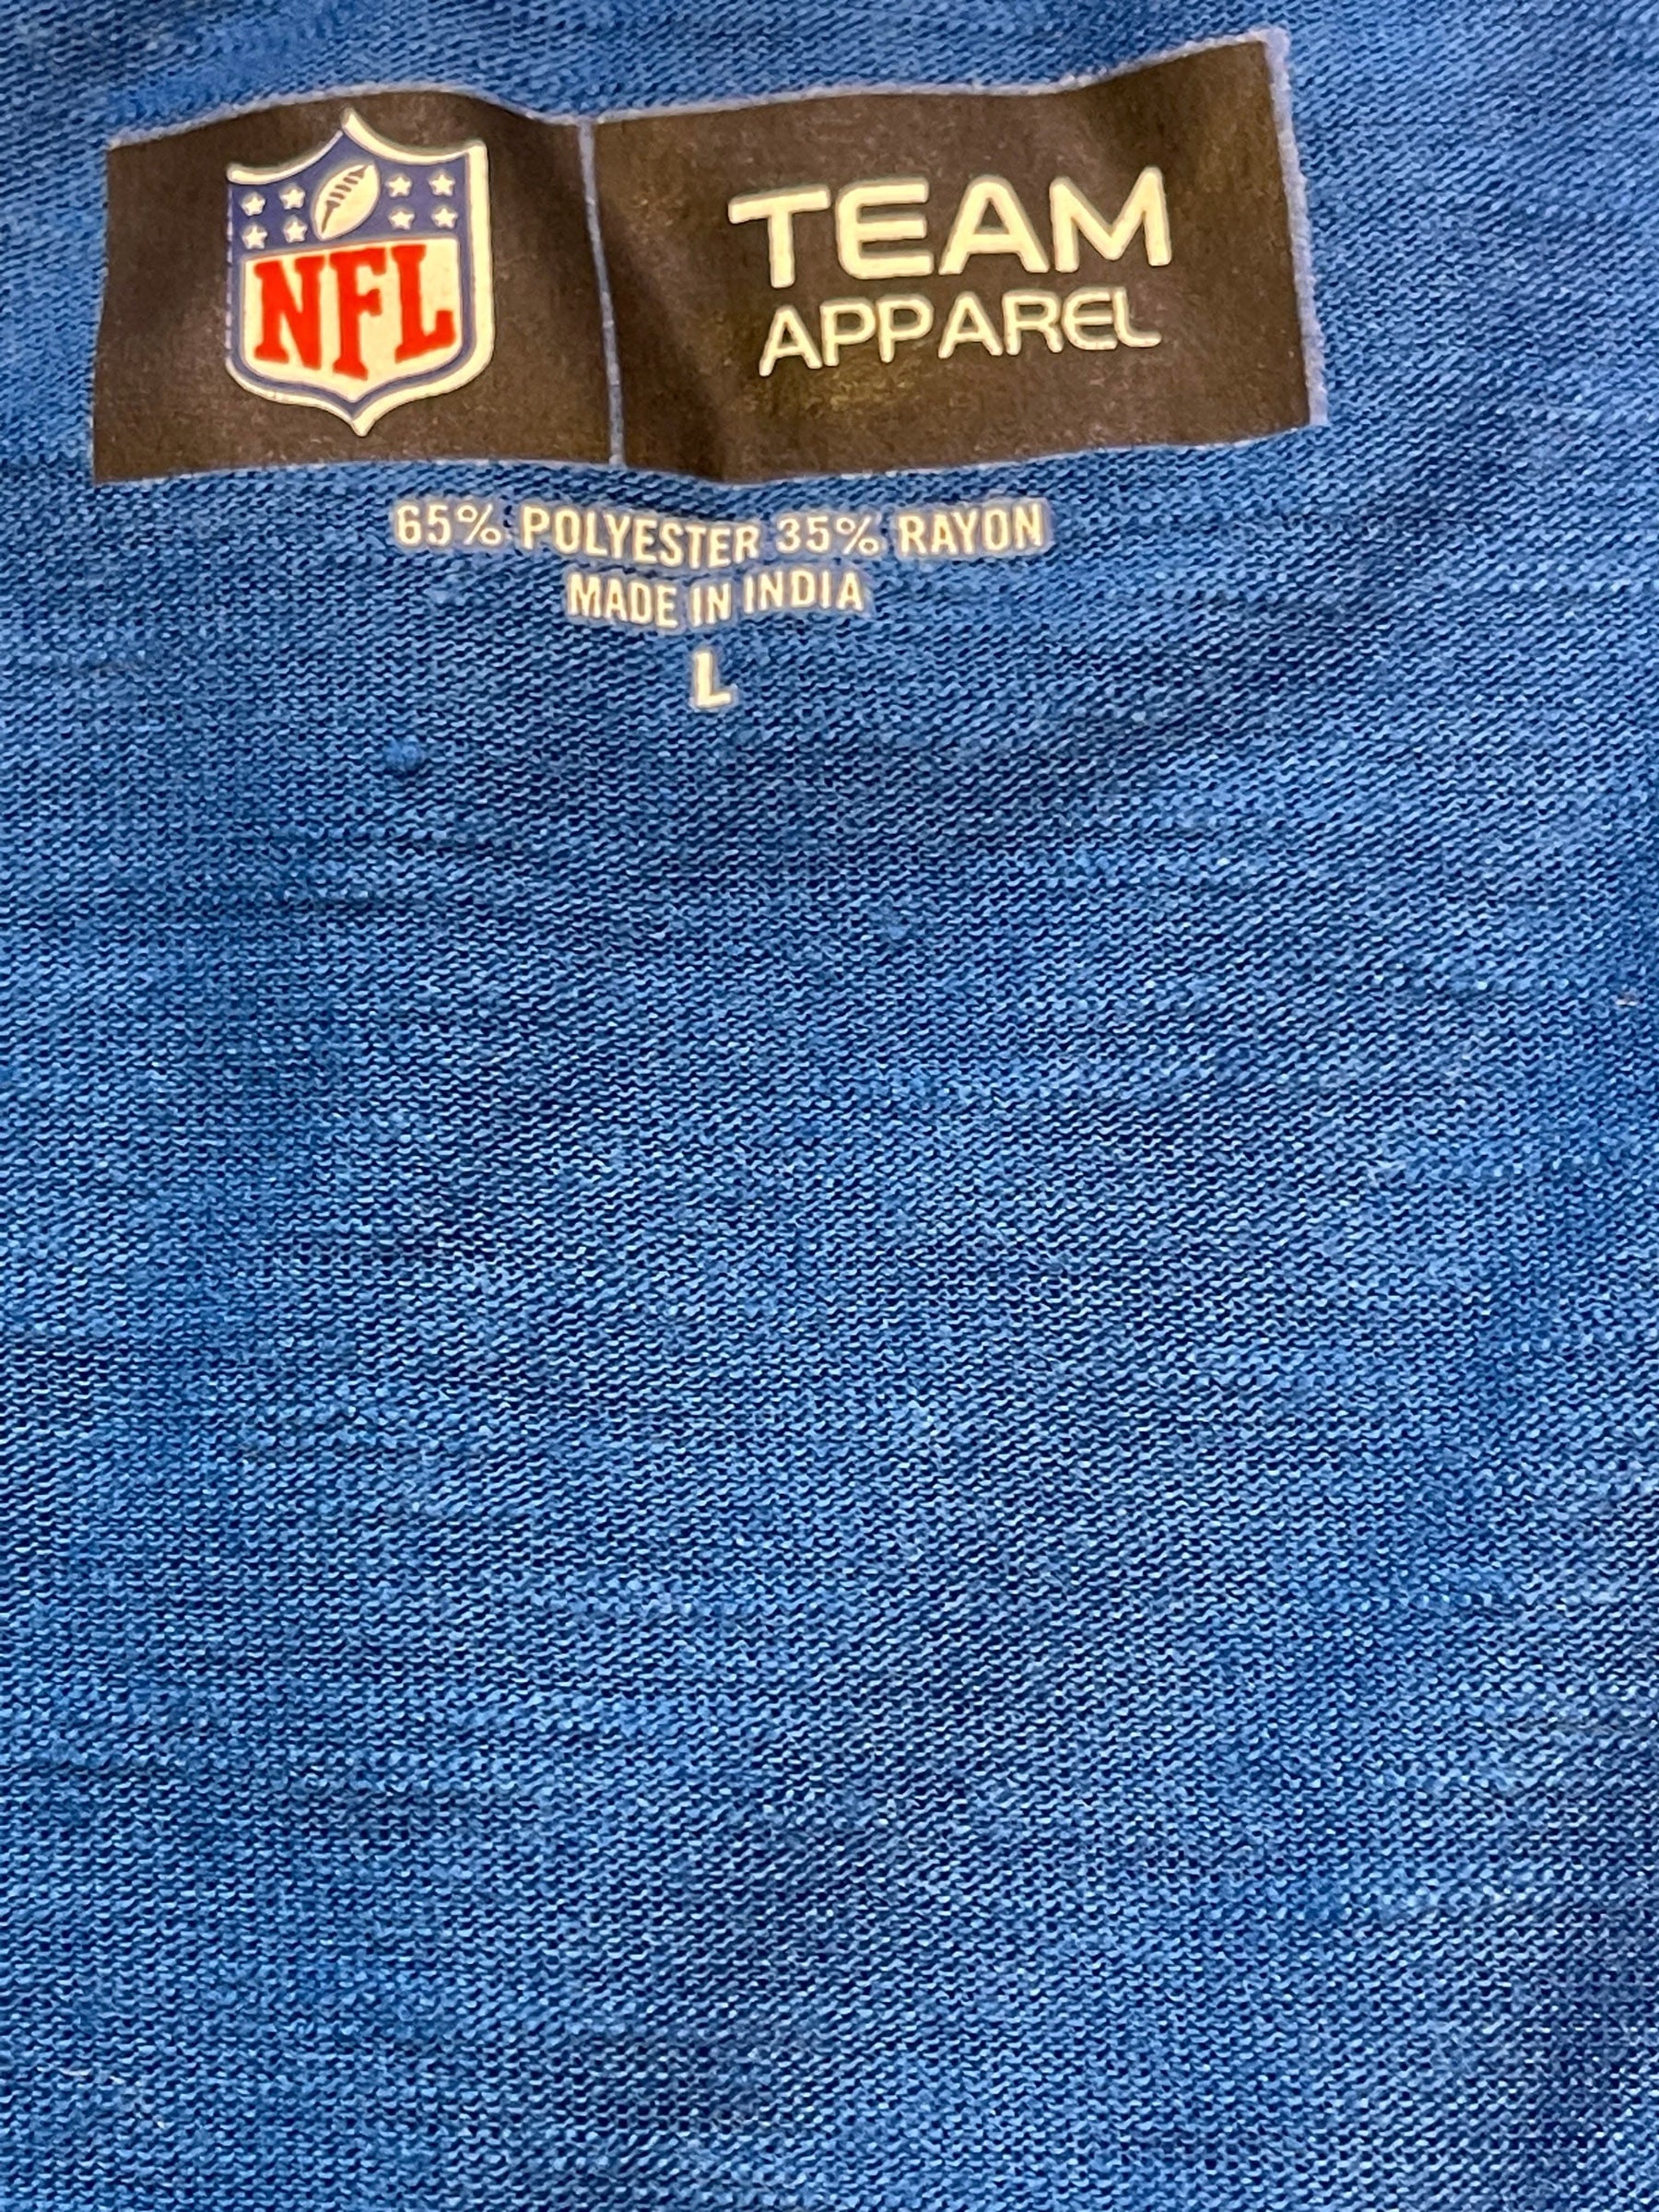 NFL
TEAM
APPAREL
65% POLYESTER 35% RAYON
MADE IN INDIA
L